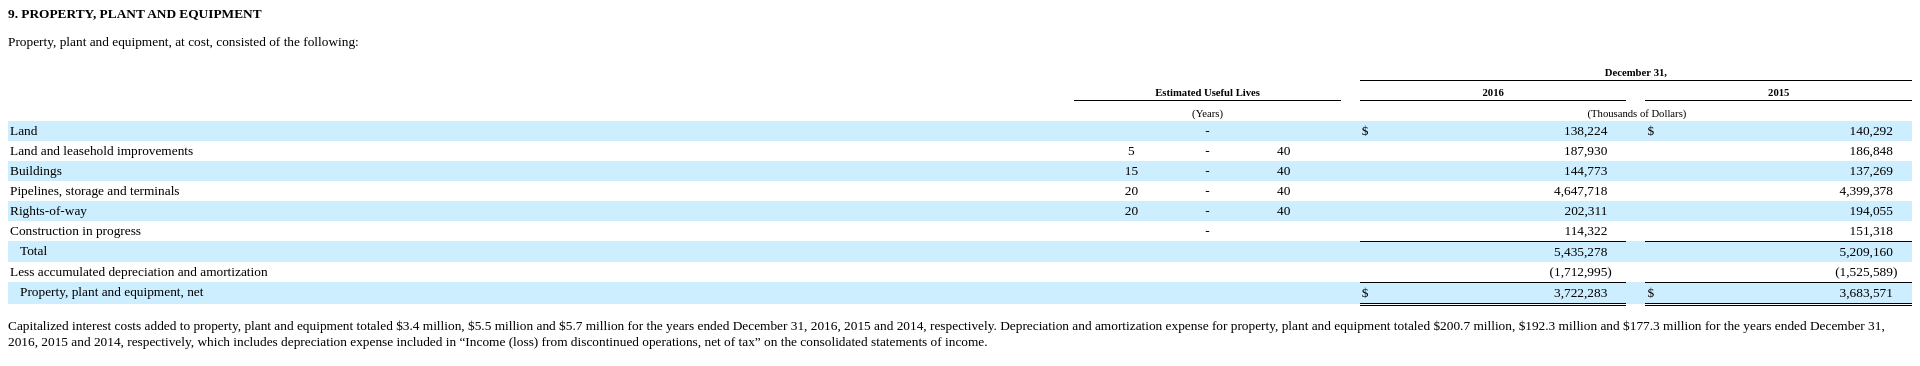 9. PROPERTY, PLANT AND EQUIPMENT
Property, plant and equipment, at cost, consisted of the following:
December 31,
Estimated Useful Lives 2016 2015
(Years) (Thousands of Dollars)
Land - $ 138,224 $ 140,292
Land and leasehold improvements 5 - 40 187,930 186,848
Buildings 15 - 40 144,773 137,269
Pipelines, storage and terminals 20 - 40 4,647,718 4,399,378
Rights-of-way 20 - 40 202,311 194,055
Construction in progress - 114,322 151,318
Total 5,435,278 5,209,160
Less accumulated depreciation and amortization (1,712,995) (1,525,589)
Property, plant and equipment, net $ 3,722,283 $ 3,683,571
Capitalized interest costs added to property, plant and equipment totaled $3.4 million, $5.5 million and $5.7 million for the years ended December 31, 2016, 2015 and 2014, respectively. Depreciation and amortization expense for property, plant and equipment totaled $200.7 million, $192.3 million and $177.3 million for the years ended December 31,
2016, 2015 and 2014, respectively, which includes depreciation expense included in “Income (loss) from discontinued operations, net of tax” on the consolidated statements of income.